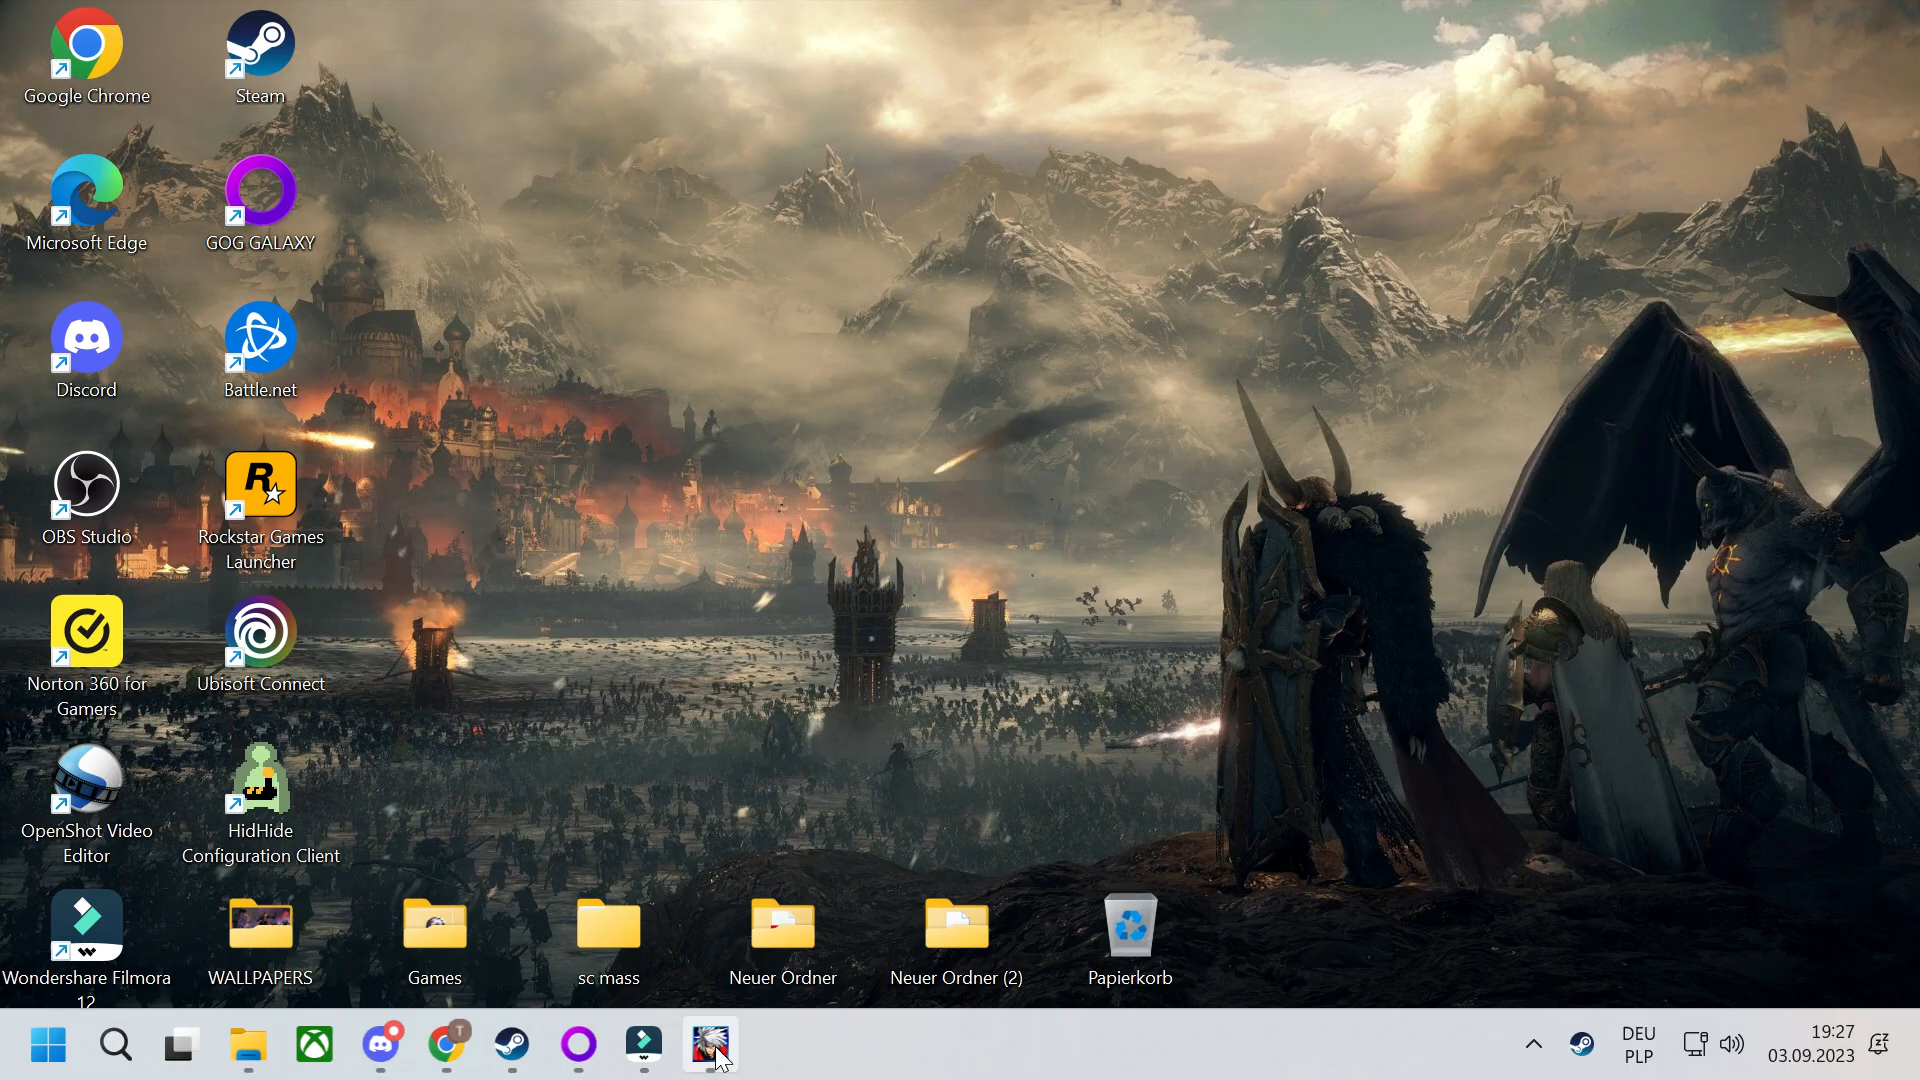 Google Chrome
Steam
Microsoft Edge
GOG GALAXY
Discord
Battle.net
OBS Studio
R
Rockstar Games
Launcher
Norton 360 for
Gamers
Ubisoft Connect
OpenShot Video
Editor
HidHide
Configuration Client
Wondershare Filmora
12
WALLPAPERS
Games
sc mass
Neuer Ordner
Neuer Ordner (2)
Papierkorb
T
DEU
PLP
19:27
03.09.2023